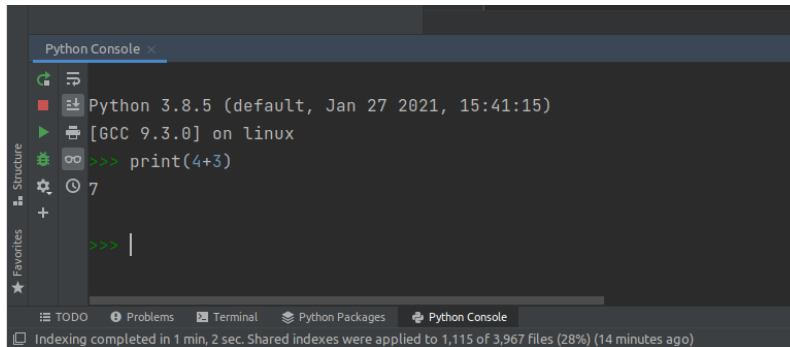 Python Console
Python 3.8.5 (default, Jan 27 2021, 15:41:15)
[GCC 9.3.0] on linux
>>> print(4+3)
7
>>>
Structure
Favorites
TODO Problems Terminal Python Packages Python Console
Indexing completed in 1 min, 2 sec. Shared indexes were applied to 1,115 of 3,967 files (28%) (14 minutes ago)